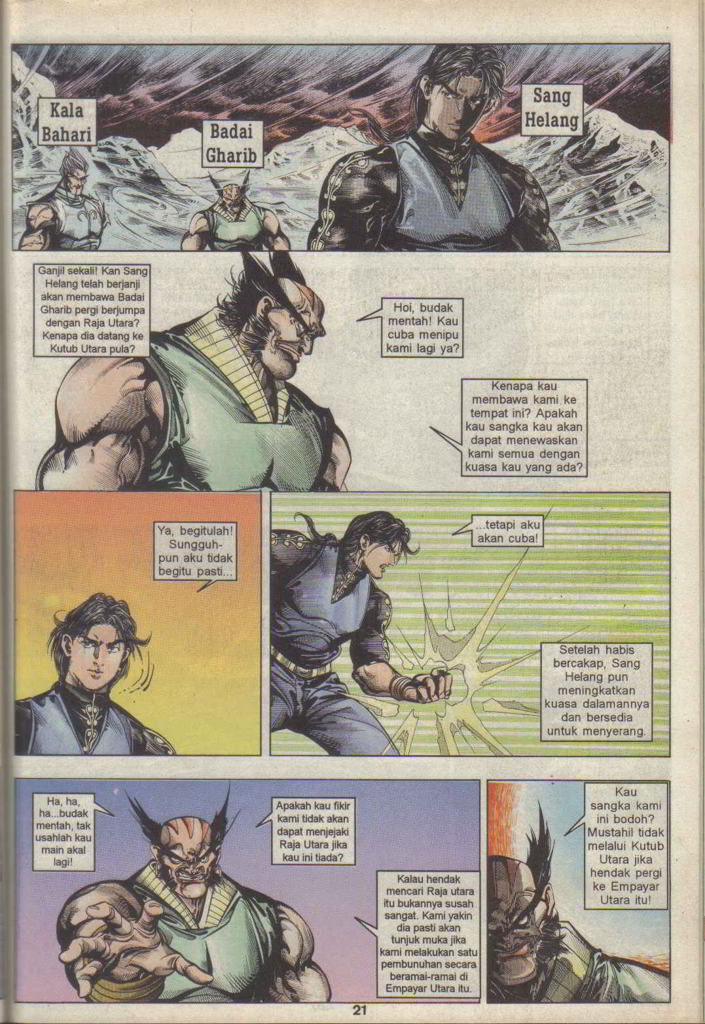 Kala
Bahari
Badai
Gharib
Sang
Helang
Ganjil sekali! Kan Sang
Helang telah berjanji
akan membawa Badai
Gharib pergi berjumpa
dengan Raja Utara?
Kenapa dia datang ke
Kutub Utara pula?
Hoi, budak
mentah! Kau
cuba menipu
kami lagi ya?
Kenapa kau
membawa kami ke
tempat ini? Apakah
kau sangka kau akan
dapat menewaskan
kami semua dengan
kuasa kau yang ada?
Ya, begitulah!
Sungguh-
pun aku tidak
begitu pasti...
...tetapi aku
akan cuba!
Setelah habis
bercakap, Sang
Helang pun
meningkatkan
kuasa dalamannya
dan bersedia
untuk menyerang.
Ha, ha,
ha...budak
mentah, tak
usahlah kau
main akal
lagi!
Apakah kau fikir
kami tidak akan
dapat menjejaki
Raja Utara jika
kau ini tiada?
Kalau hendak
mencari Raja utara
itu bukannya susah
sangat. Kami yakin
dia pasti akan
tunjuk muka jika
kami melakukan satu
pembunuhan secara
beramai-ramai di
Empayar Utara itu.
Kau
sangka kami
ini bodoh?
Mustahil tidak
melalui Kutub
Utara jika
hendak pergi
ke Empayar
Utara itu!
21